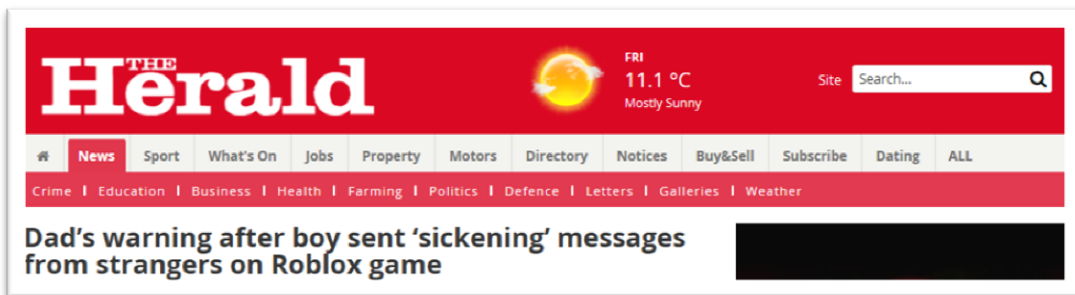 THE
Herald
FRI
11.1 °C
Mostly Sunny
Site Search...
News Sport What's On Jobs Property Motors Directory Notices Buy&Sell Subscribe Dating ALL
Crime I Education I Business I Health I Farming I Politics I Defence I Letters I Galleries I Weather
Dad’s warning after boy sent ‘sickening’ messages
from strangers on Roblox game